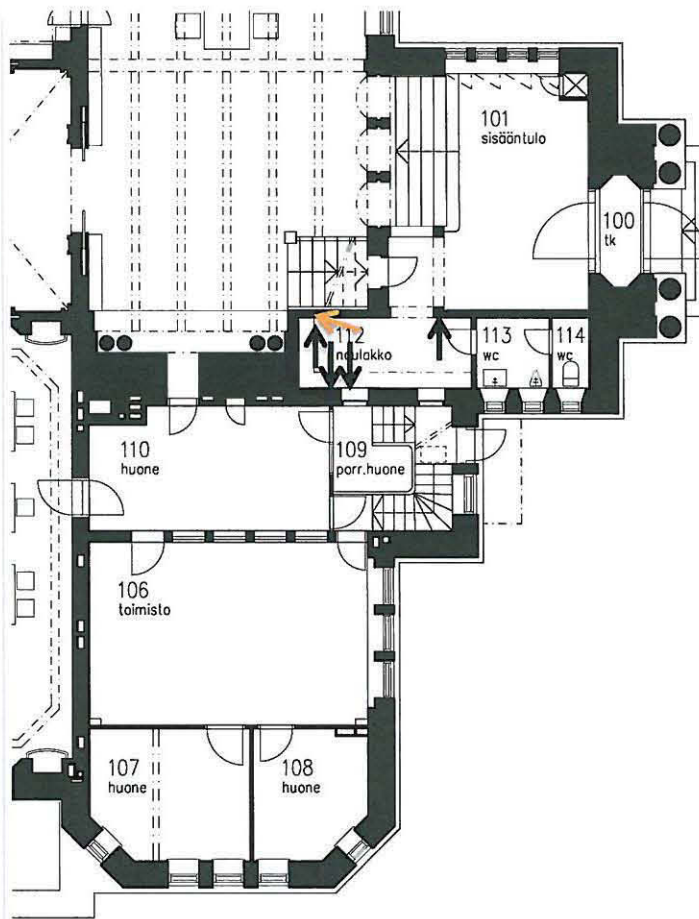 101
sisääntulo
100
tk
112
naulakko
113
wc
114
wc
110
huone
109
porr.huone
106
toimisto
107
huone
108
huone